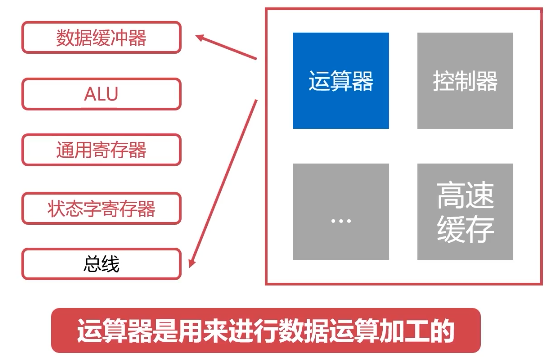 数据缓冲器
ALU
通用寄存器
状态字寄存器
总线
运算器
控制器
...
高速
缓存
运算器是用来进行数据运算加工的